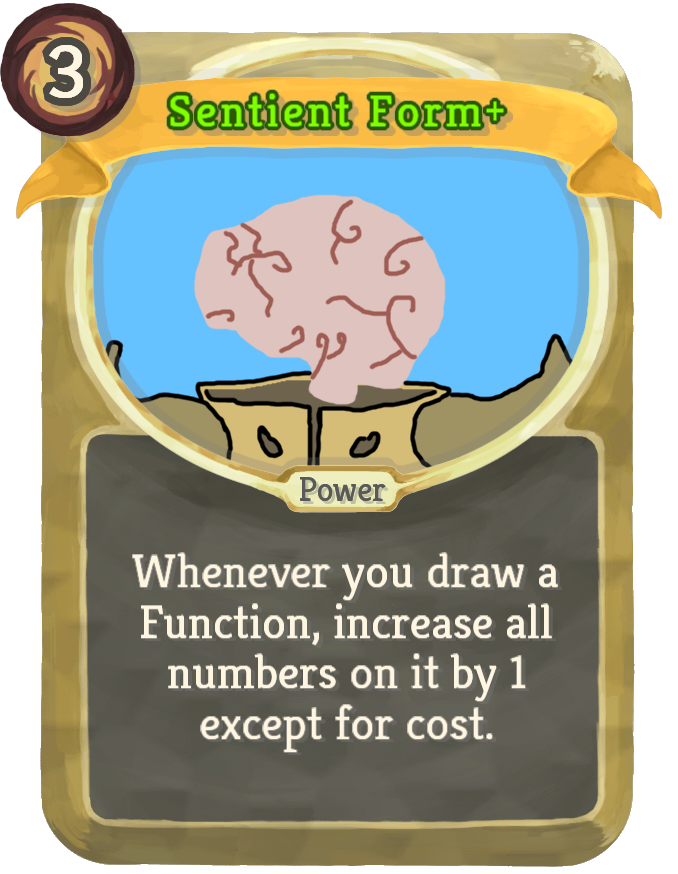 3
Sentient Form+
Power
Whenever you draw a
Function, increase all
numbers on it by 1
except for cost.